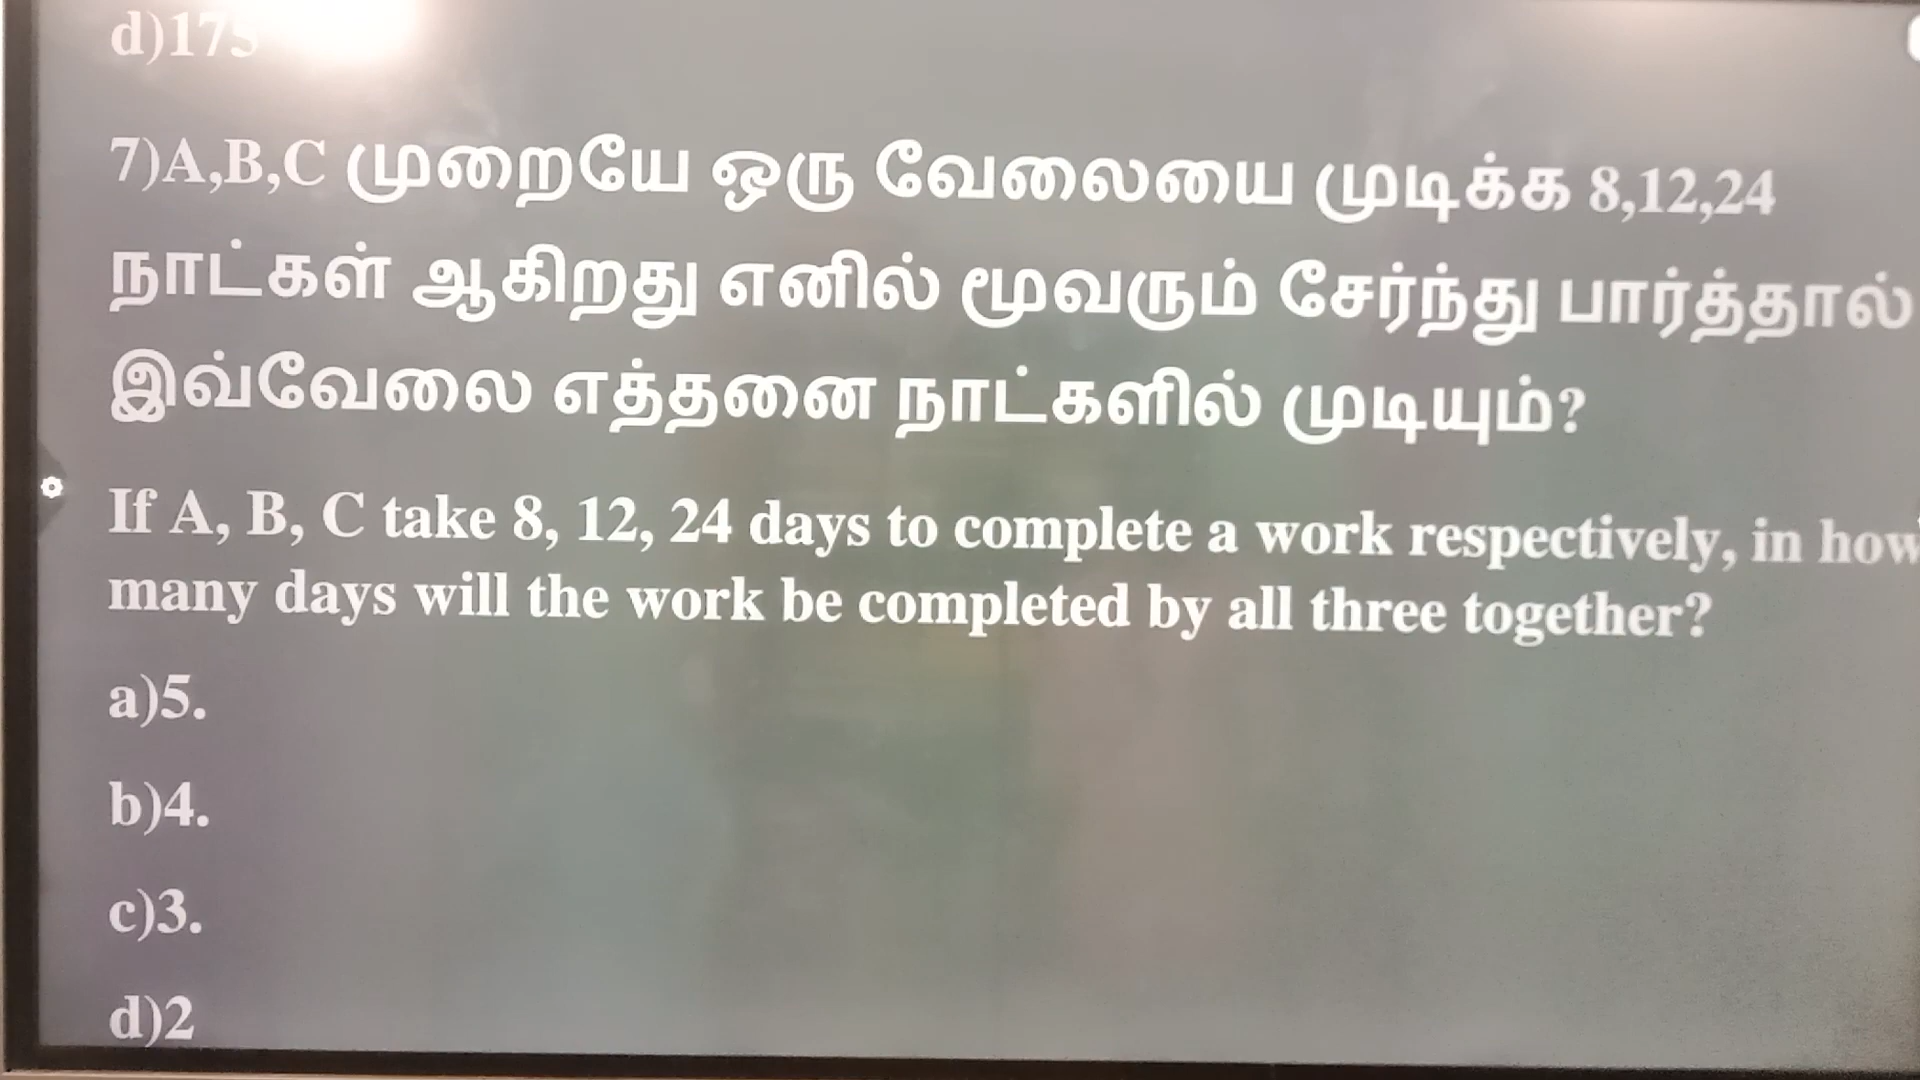 d)175
7)A,B,C முறையே ஒரு வேலையை முடிக்க 8,12,24
நாட்கள் ஆகிறது எனில் மூவரும் சேர்ந்து பார்த்தால்
இவ்வேலை எத்தனை நாட்களில் முடியும்?
If A, B, C take 8, 12, 24 days to complete a work respectively, in how
many days will the work be completed by all three together?
a)5.
b)4.
c)3.
d)2